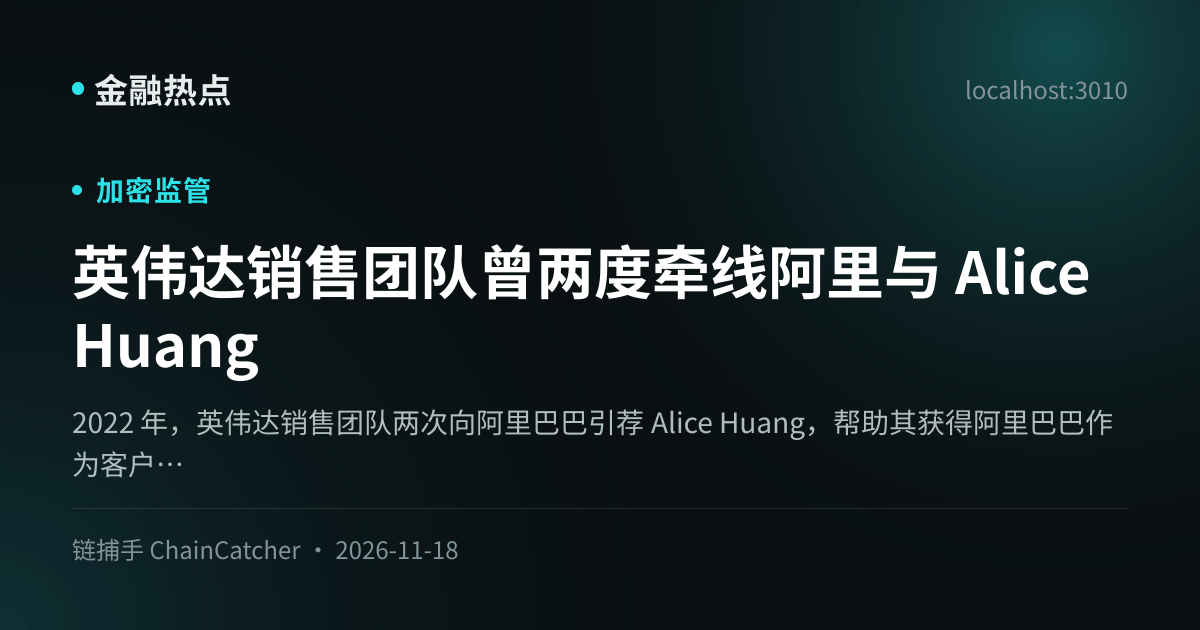 金融热点
localhost:3010
加密监管
英伟达销售团队曾两度牵线阿里与 Alice
Huang
2022 年，英伟达销售团队两次向阿里巴巴引荐 Alice Huang，帮助其获得阿里巴巴作
为客户…
链捕手 ChainCatcher · 2026-11-18